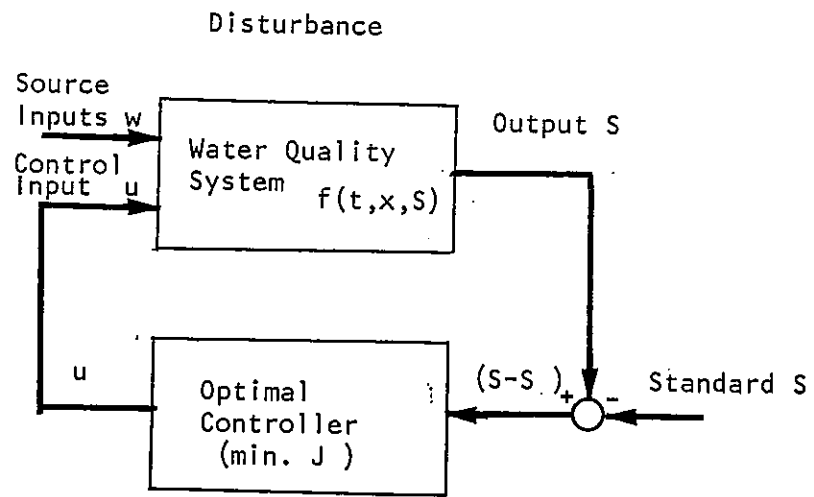 Disturbance
Source
Inputs w
Control
Input u
Water Quality
System f(t,x,S)
Output S
u
Optimal
Controller
(min. J )
(S-S )
+
-
Standard S